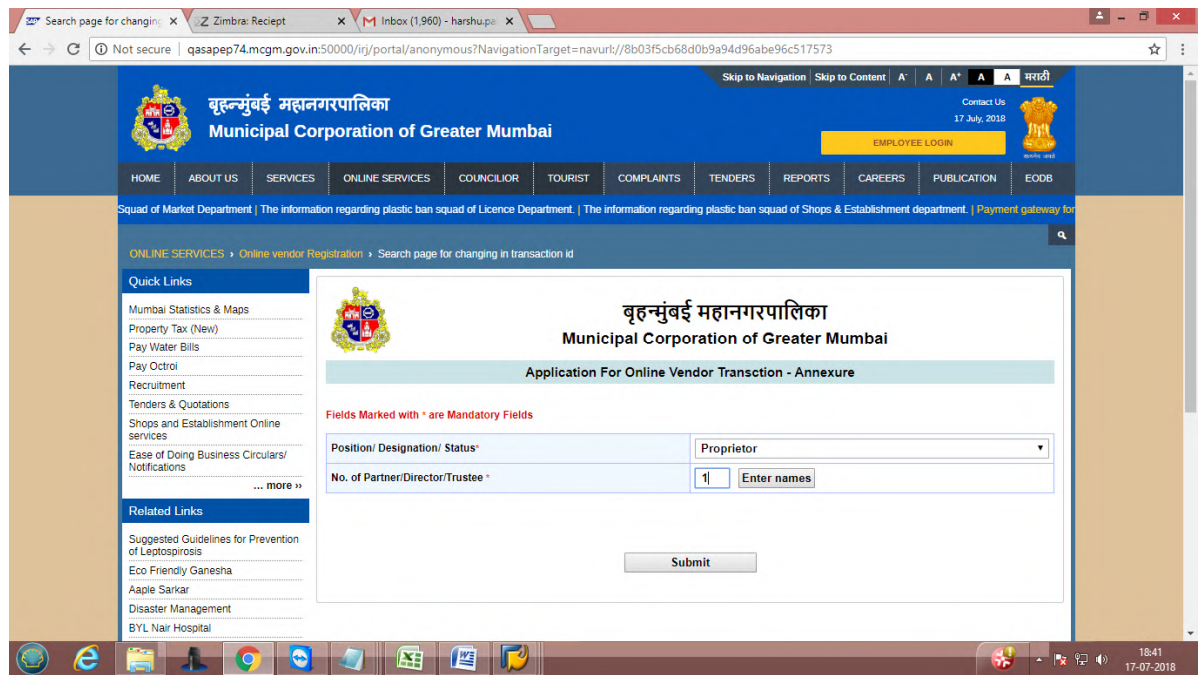 Search page for changing
Zimbra: Reciept
Inbox (1,960) - harshu.pa
Not secure | qasapep74.mcgm.gov.in:50000/irj/portal/anonymous?NavigationTarget=navurl://8b03f5cb68d0b9a94d96abe96c517573
Skip to Navigation | Skip to Content | A- | A | A+ A A मराठी
बृहन्मुंबई महानगरपालिका
Municipal Corporation of Greater Mumbai
Contact Us
17 July, 2018
EMPLOYEE LOGIN
HOME ABOUT US SERVICES ONLINE SERVICES COUNCILIOR TOURIST COMPLAINTS TENDERS REPORTS CAREERS PUBLICATION EODB
Squad of Market Department | The information regarding plastic ban squad of Licence Department. | The information regarding plastic ban squad of Shops & Establishment department. | Payment gateway for
ONLINE SERVICES › Online vendor Registration › Search page for changing in transaction id
Quick Links
Mumbai Statistics & Maps
Property Tax (New)
Pay Water Bills
Pay Octroi
Recruitment
Tenders & Quotations
Shops and Establishment Online
services
Ease of Doing Business Circulars/
Notifications
... more ››
Related Links
Suggested Guidelines for Prevention
of Leptospirosis
Eco Friendly Ganesha
Aaple Sarkar
Disaster Management
BYL Nair Hospital
बृहन्मुंबई महानगरपालिका
Municipal Corporation of Greater Mumbai
Application For Online Vendor Transction - Annexure
Fields Marked with * are Mandatory Fields
Position/ Designation/ Status* Proprietor
No. of Partner/Director/Trustee * 1 Enter names
Submit
18:41
17-07-2018